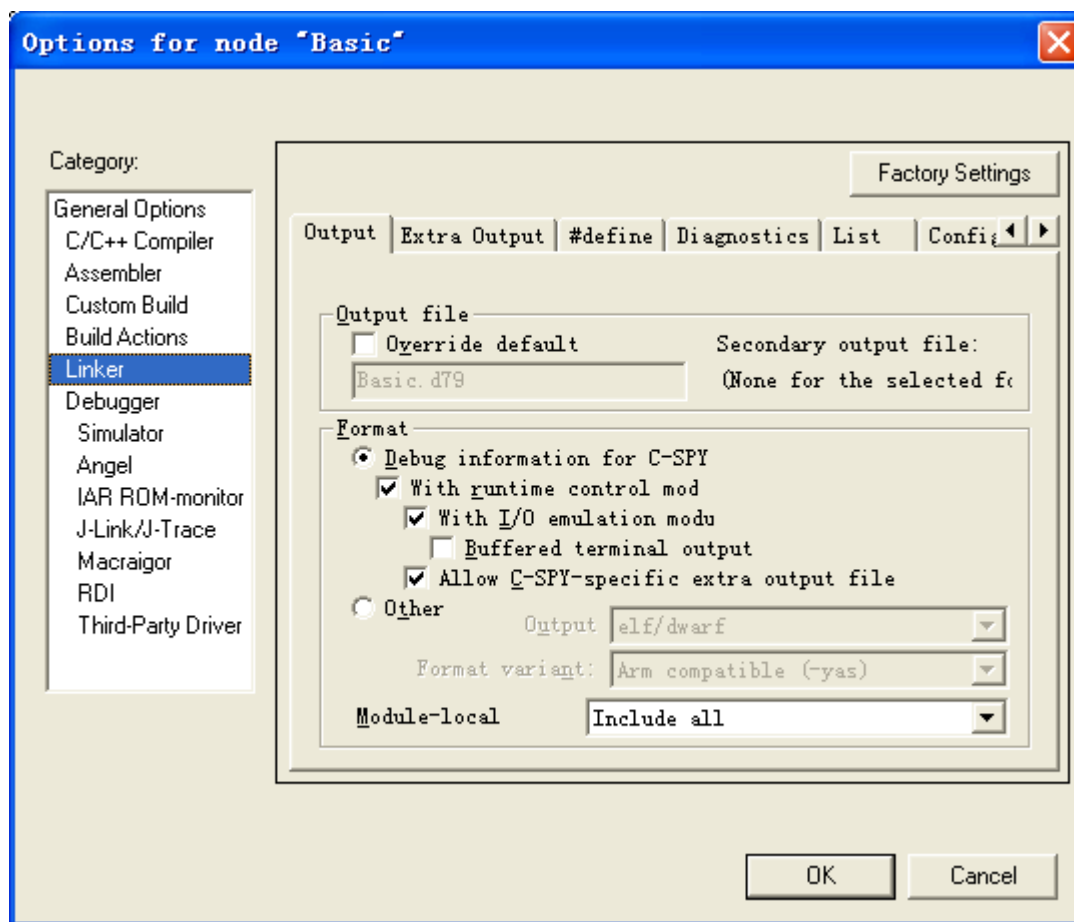 Options for node "Basic"
Category:
General Options
C/C++ Compiler
Assembler
Custom Build
Build Actions
Linker
Debugger
Simulator
Angel
IAR ROM-monitor
J-Link/J-Trace
Macraigor
RDI
Third-Party Driver
Factory Settings
Output Extra Output #define Diagnostics List Config
Output file
Override default
Secondary output file:
Basic.d79
(None for the selected fo
Format
Debug information for C-SPY
With runtime control mod
With I/O emulation modu
Buffered terminal output
Allow C-SPY-specific extra output file
Other
Output elf/dwarf
Format variant: Arm compatible (-yas)
Module-local Include all
OK Cancel